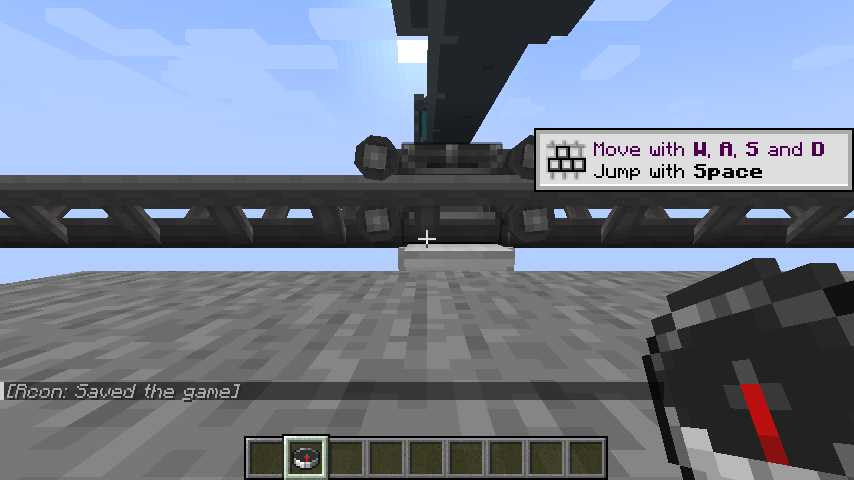 Move with W, A, S and D
Jump with Space
[Rcon: Saved the game]